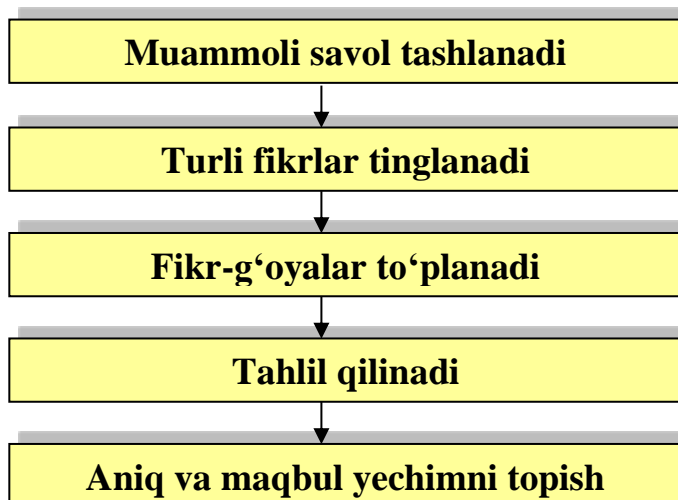 Muammoli savol tashlanadi
Turli fikrlar tinglanadi
Fikr-g‘oyalar to‘planadi
Tahlil qilinadi
Aniq va maqbul yechimni topish